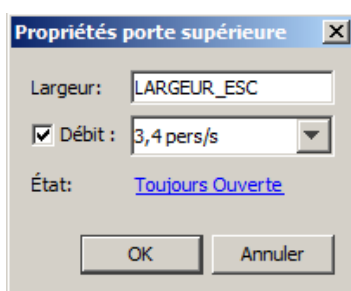 Propriétés porte supérieure
Largeur: LARGEUR_ESC
Débit : 3,4 pers/s
État: Toujours Ouverte
OK Annuler